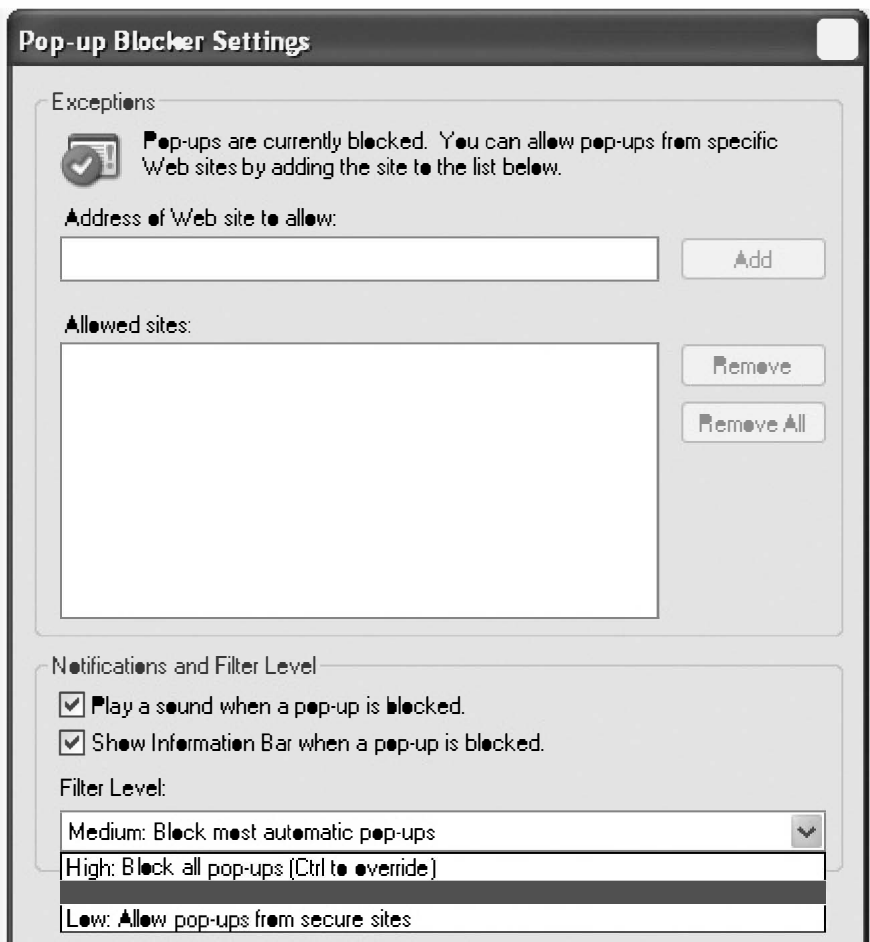 Pop-up Blocker Settings
Exceptions
Pop-ups are currently blocked. You can allow pop-ups from specific
Web sites by adding the site to the list below.
Address of Web site to allow:
Add
Allowed sites:
Remove
Remove All
Notifications and Filter Level
Play a sound when a pop-up is blocked.
Show Information Bar when a pop-up is blocked.
Filter Level:
Medium: Block most automatic pop-ups
High: Block all pop-ups (Ctrl to override)
Low: Allow pop-ups from secure sites